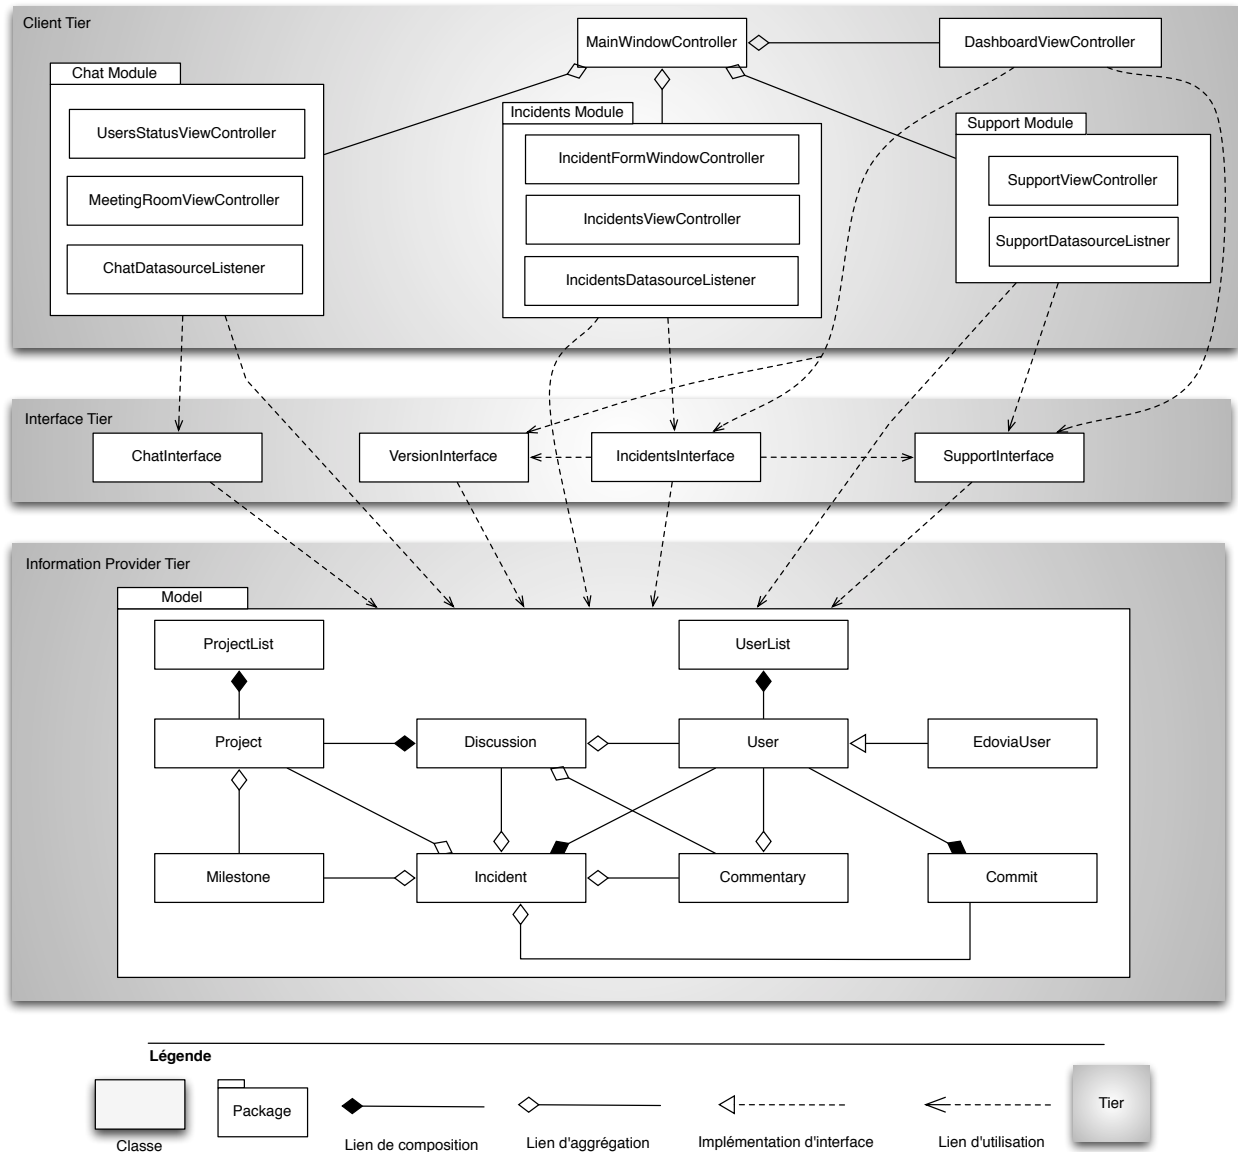 Client Tier
MainWindowController
DashboardViewController
Chat Module
UsersStatusViewController
MeetingRoomViewController
ChatDatasourceListener
Incidents Module
IncidentFormWindowController
IncidentsViewController
IncidentsDatasourceListener
Support Module
SupportViewController
SupportDatasourceListner
Interface Tier
ChatInterface
VersionInterface
IncidentsInterface
SupportInterface
Information Provider Tier
Model
ProjectList
UserList
Project
Discussion
User
EdoviaUser
Milestone
Incident
Commentary
Commit
Légende
Classe
Package
Lien de composition
Lien d'aggrégation
Implémentation d'interface
Lien d'utilisation
Tier